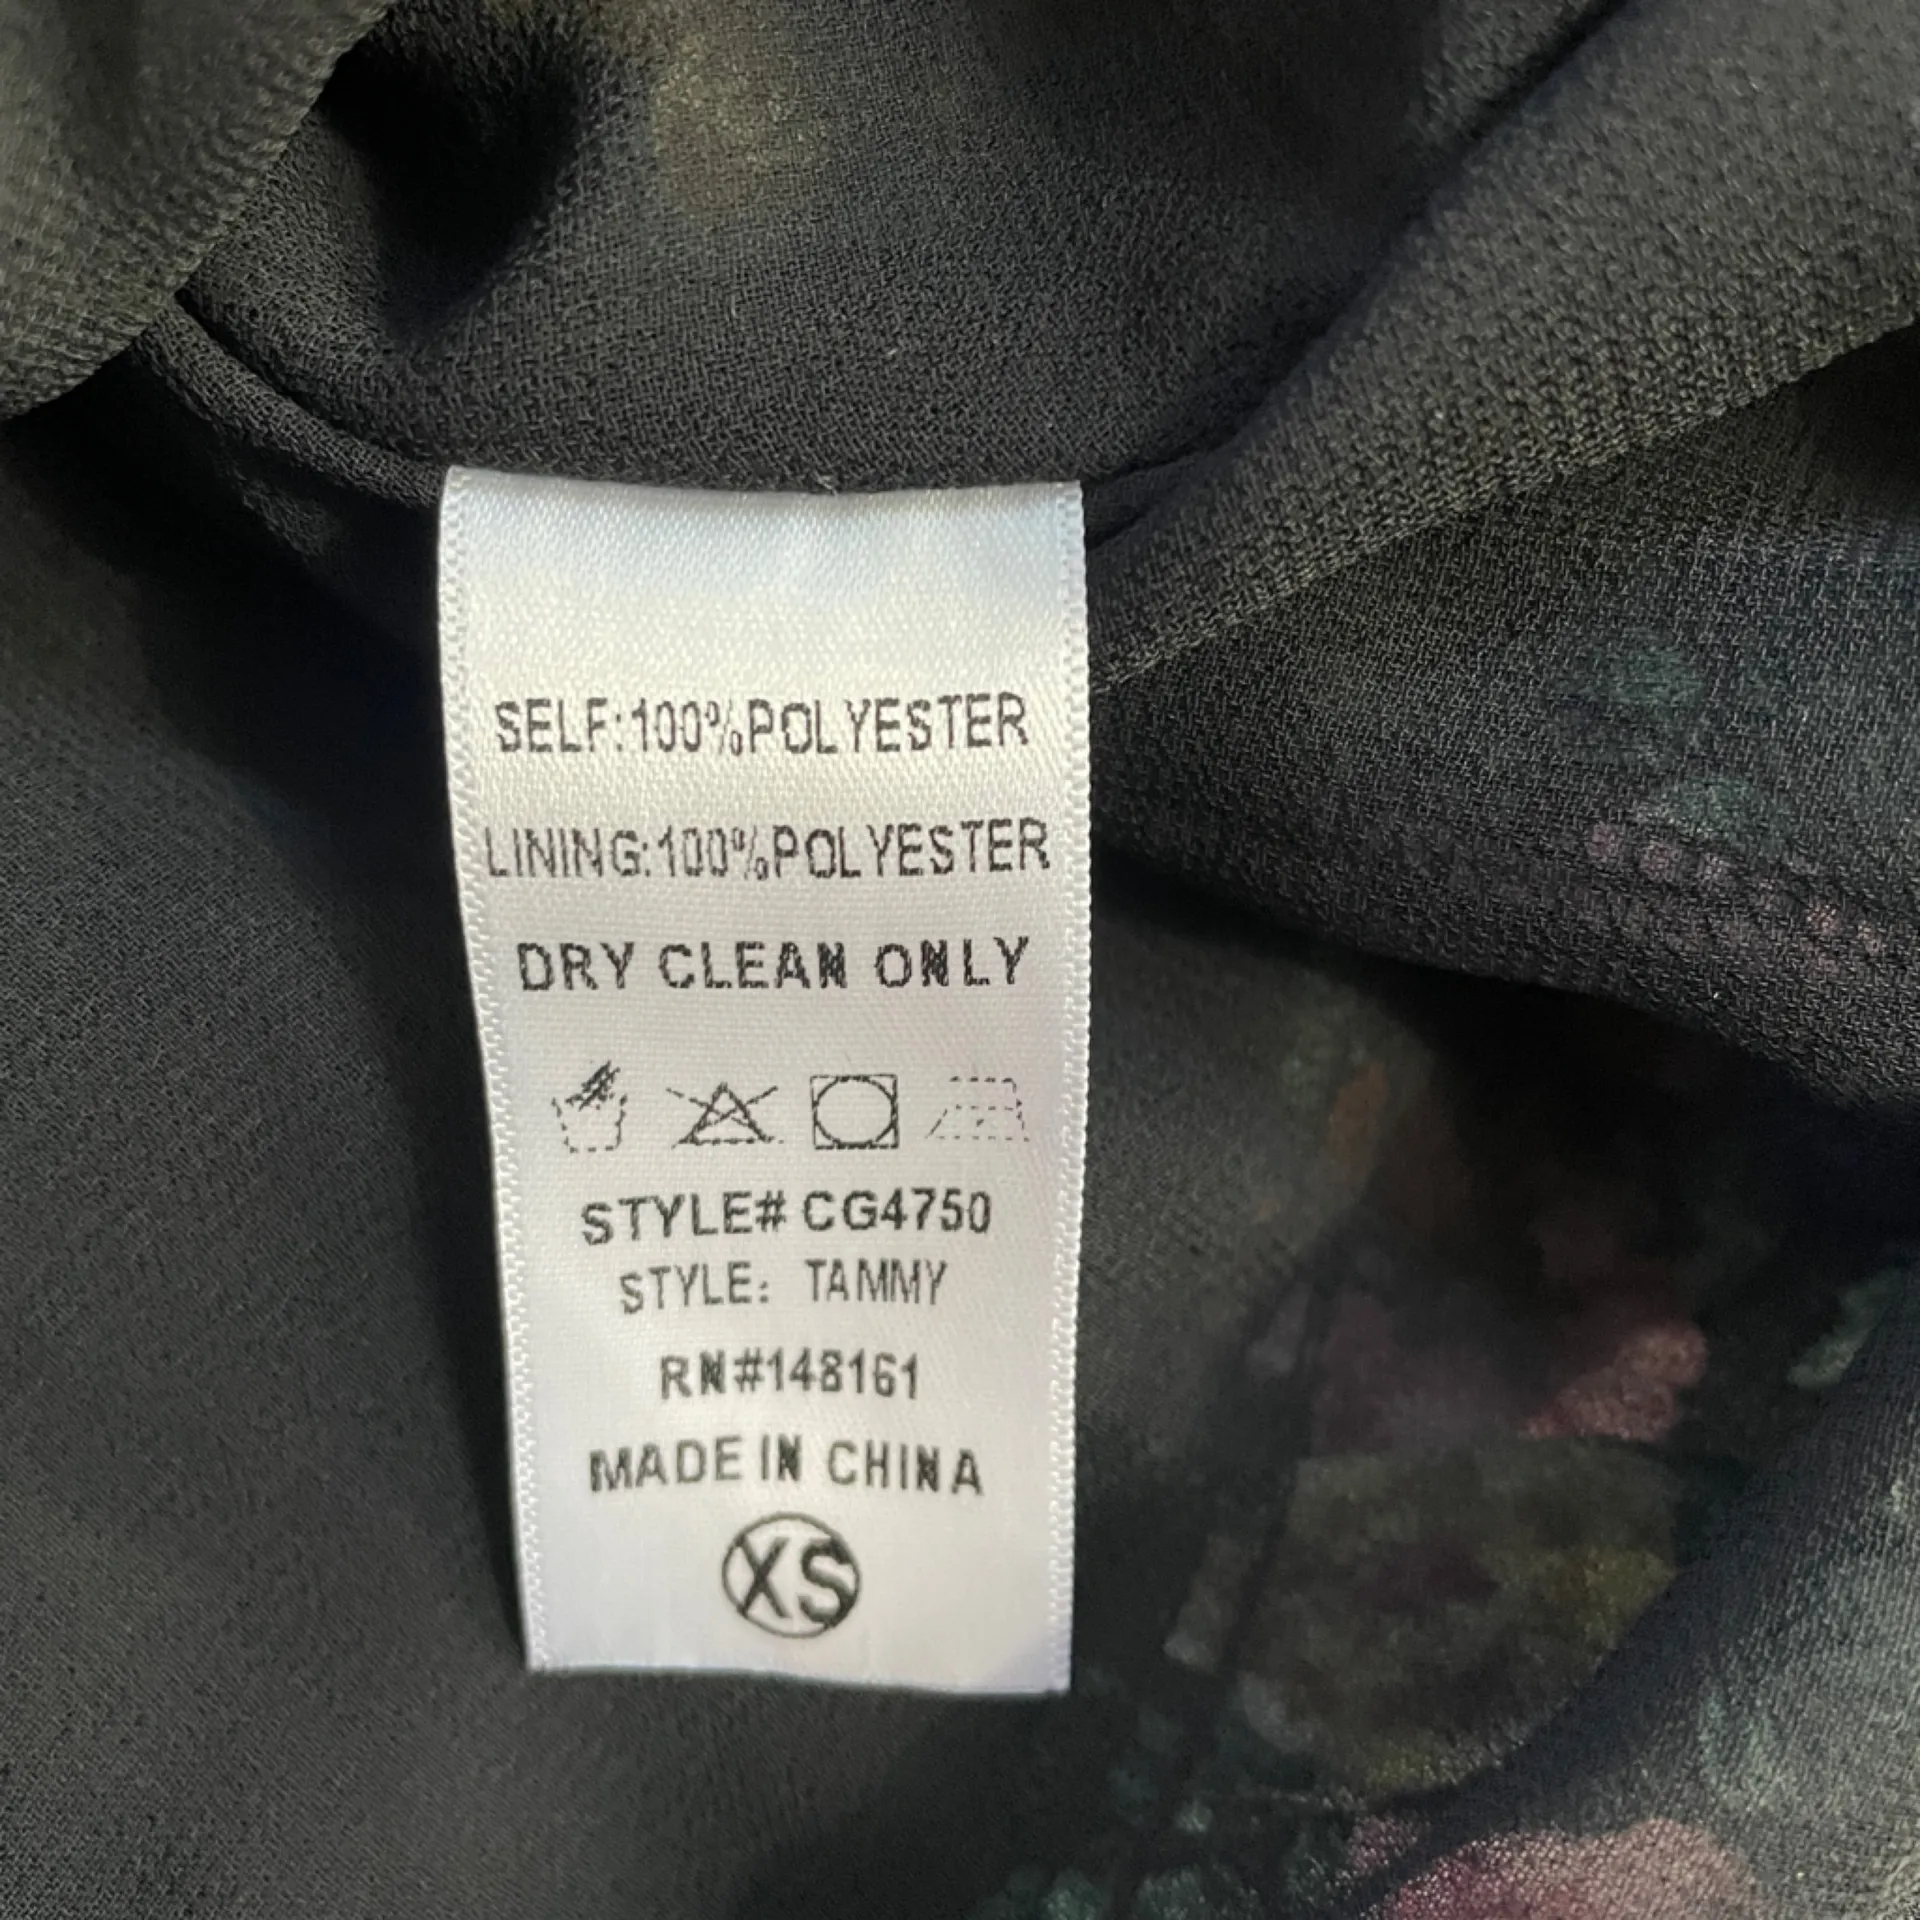 SELF:100%POLYESTER
LINING:100%POLYESTER
DRY CLEAN ONLY
STYLE# CG4750
STYLE: TAMMY
RN#148161
MADE IN CHINA
XS